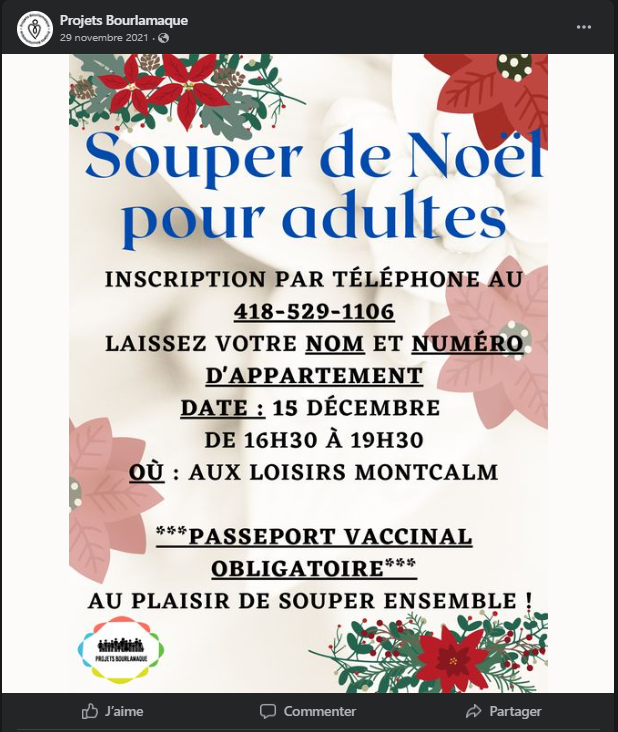 Projets Bourlamaque
29 novembre 2021 ·
Souper de Noël
pour adultes
INSCRIPTION PAR TÉLÉPHONE AU
418-529-1106
LAISSEZ VOTRE NOM ET NUMÉRO
D'APPARTEMENT
DATE : 15 DÉCEMBRE
DE 16H30 À 19H30
OÙ : AUX LOISIRS MONTCALM
***PASSEPORT VACCINAL
OBLIGATOIRE***
AU PLAISIR DE SOUPER ENSEMBLE !
PROJETS BOURLAMAQUE
J'aime
Commenter
Partager